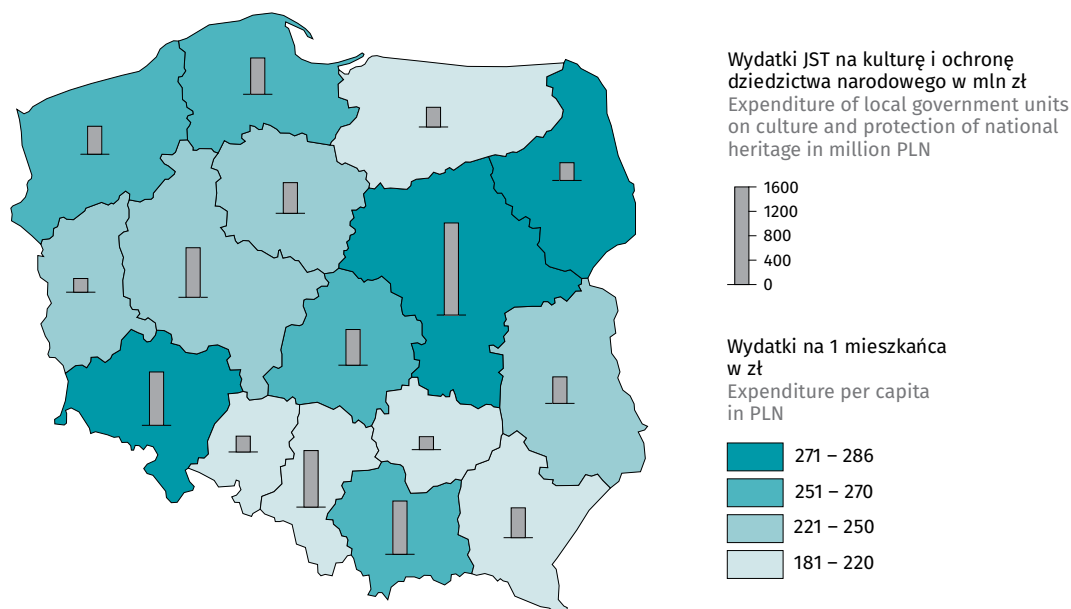 Wydatki JST na kulturę i ochronę
dziedzictwa narodowego w mln zł
Expenditure of local government units
on culture and protection of national
heritage in million PLN
1600
1200
800
400
0
Wydatki na 1 mieszkańca
w zł
Expenditure per capita
in PLN
271 – 286
251 – 270
221 – 250
181 – 220